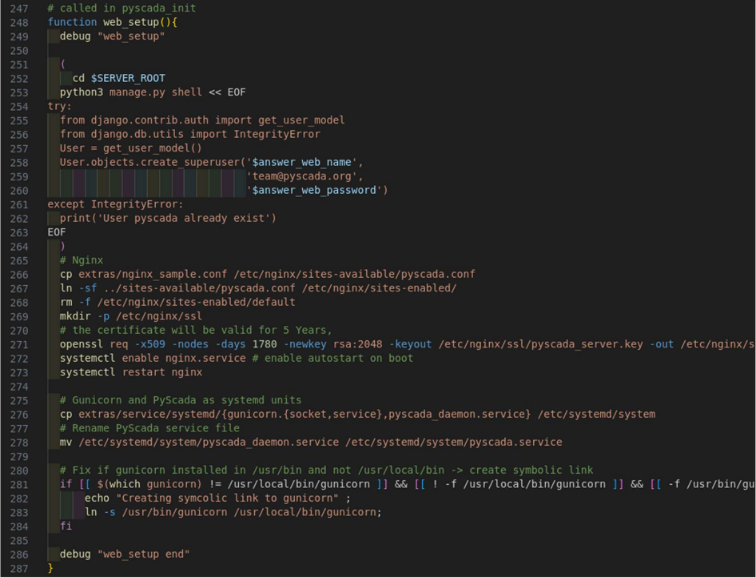 247 # called in pyscada_init
248 function web_setup(){
249   debug "web_setup"
250
251   (
252     cd $SERVER_ROOT
253   python3 manage.py shell << EOF
254 try:
255   from django.contrib.auth import get_user_model
256   from django.db.utils import IntegrityError
257   User = get_user_model()
258   User.objects.create_superuser('$answer_web_name',
259                                 'team@pyscada.org',
260                                 '$answer_web_password')
261 except IntegrityError:
262   print('User pyscada already exist')
263 EOF
264   )
265   # Nginx
266   cp extras/nginx_sample.conf /etc/nginx/sites-available/pyscada.conf
267   ln -sf ../sites-available/pyscada.conf /etc/nginx/sites-enabled/
268   rm -f /etc/nginx/sites-enabled/default
269   mkdir -p /etc/nginx/ssl
270   # the certificate will be valid for 5 Years,
271   openssl req -x509 -nodes -days 1780 -newkey rsa:2048 -keyout /etc/nginx/ssl/pyscada_server.key -out /etc/nginx/s
272   systemctl enable nginx.service # enable autostart on boot
273   systemctl restart nginx
274
275   # Gunicorn and PyScada as systemd units
276   cp extras/service/systemd/{gunicorn.{socket,service},pyscada_daemon.service} /etc/systemd/system
277   # Rename PyScada service file
278   mv /etc/systemd/system/pyscada_daemon.service /etc/systemd/system/pyscada.service
279
280   # Fix if gunicorn installed in /usr/bin and not /usr/local/bin -> create symbolic link
281   if [[ $(which gunicorn) != /usr/local/bin/gunicorn ]] && [[ ! -f /usr/local/bin/gunicorn ]] && [[ -f /usr/bin/gu
282       echo "Creating symcolic link to gunicorn" ;
283       ln -s /usr/bin/gunicorn /usr/local/bin/gunicorn;
284   fi
285
286   debug "web_setup end"
287 }